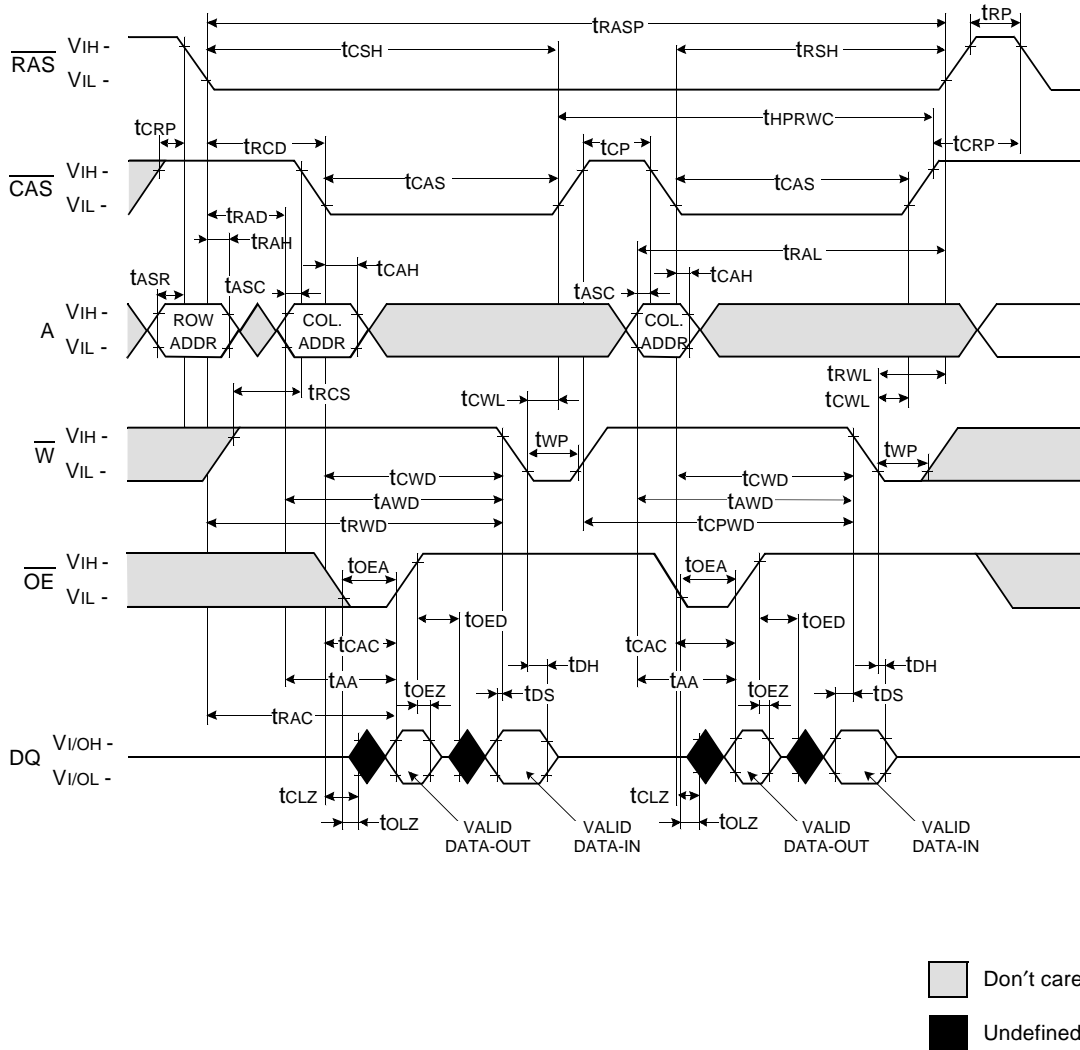 tRASP
tRP
RAS
VIH -
VIL -
tCSH
tRSH
tHPRWC
tCRP
tRCD
tCP
tCRP
CAS
VIH -
VIL -
tCAS
tCAS
tRAD
tRAH
tCAH
tRAL
tCAH
tASR
tASC
tASC
A
VIH -
VIL -
ROW
ADDR
COL.
ADDR
COL.
ADDR
tRCS
tCWL
tRWL
tCWL
W
VIH -
VIL -
tWP
tWP
tCWD
tCWD
tAWD
tAWD
tRWD
tCPWD
OE
VIH -
VIL -
tOEA
tOEA
tOED
tOED
tCAC
tCAC
tDH
tDH
tAA
tAA
tOEZ
tOEZ
tDS
tDS
tRAC
DQ
VI/OH -
VI/OL -
tCLZ
tCLZ
tOLZ
tOLZ
VALID
DATA-OUT
VALID
DATA-IN
VALID
DATA-OUT
VALID
DATA-IN
Don′t care
Undefined